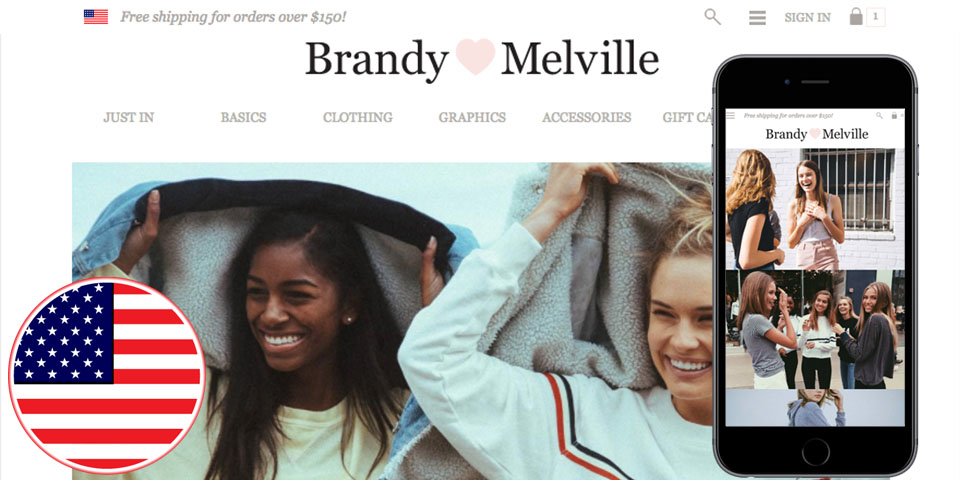 Free shipping for orders over $150!
SIGN IN
1
Brandy Melville
JUST IN
BASICS
CLOTHING
GRAPHICS
ACCESSORIES
GIFT CA
Free shipping for orders over $150!
Brandy Melville